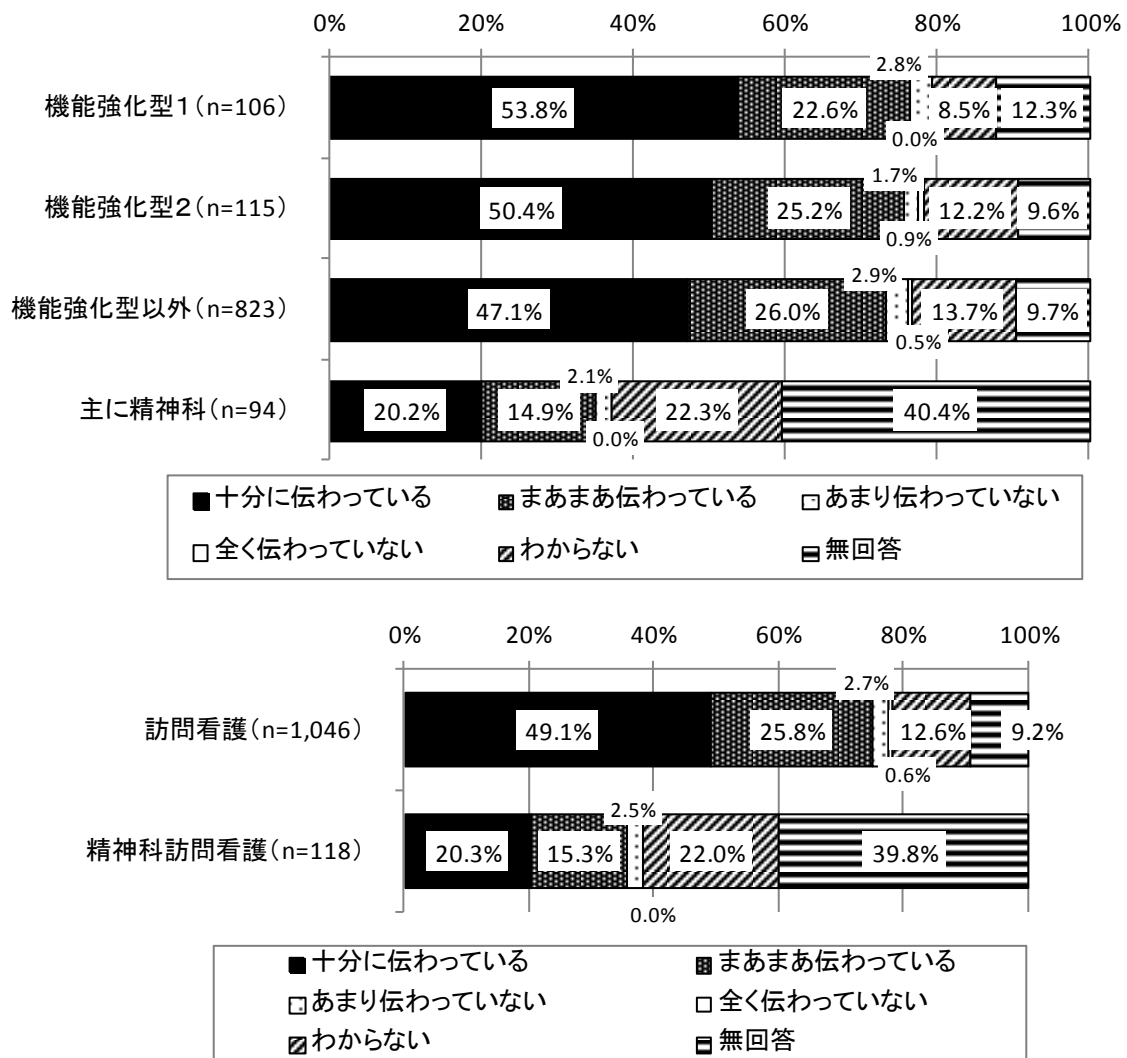 0% 20% 40% 60% 80% 100%
2.8%
機能強化型1(n=106) 53.8% 22.6% 8.5% 12.3%
0.0%
1.7%
機能強化型2(n=115) 50.4% 25.2% 12.2% 9.6%
0.9%
2.9%
機能強化型以外(n=823) 47.1% 26.0% 13.7% 9.7%
0.5%
2.1%
主に精神科(n=94) 20.2% 14.9% 22.3% 40.4%
0.0%
十分に伝わっている まあまあ伝わっている あまり伝わっていない
全く伝わっていない わからない 無回答
0% 20% 40% 60% 80% 100%
2.7%
訪問看護(n=1,046) 49.1% 25.8% 12.6% 9.2%
0.6%
2.5%
精神科訪問看護(n=118) 20.3% 15.3% 22.0% 39.8%
0.0%
十分に伝わっている まあまあ伝わっている
あまり伝わっていない 全く伝わっていない
わからない 無回答